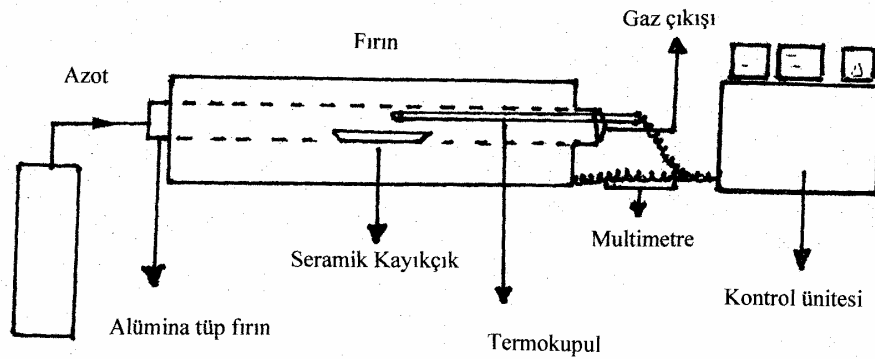 Gaz çıkışı
Fırın
Azot
Multimetre
Seramik Kayıkçık
Kontrol ünitesi
Alümina tüp fırın
Termokupul